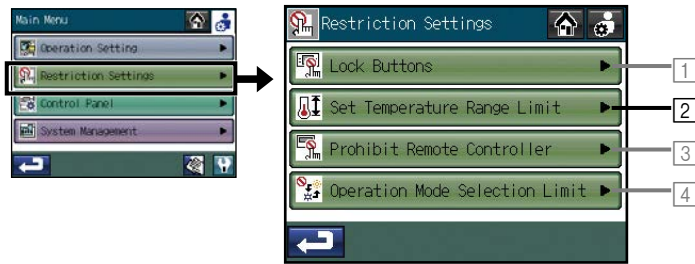 Main Menu
Operation Setting
Restriction Settings
Control Panel
System Management
Restriction Settings
Lock Buttons
1
Set Temperature Range Limit
2
Prohibit Remote Controller
3
Operation Mode Selection Limit
4